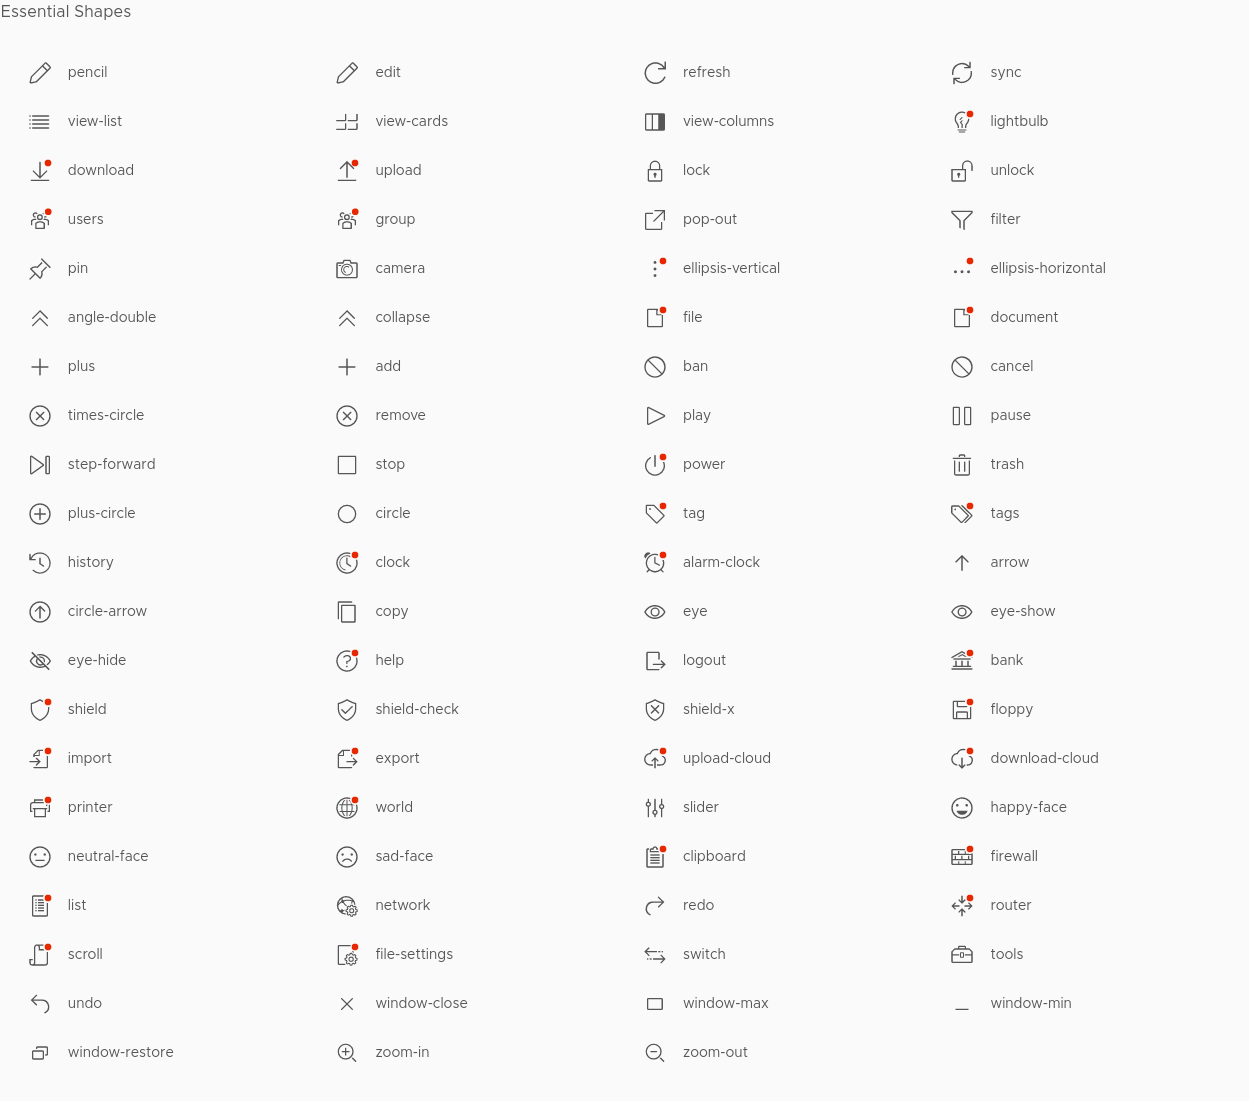 Essential Shapes
pencil edit refresh sync
view-list view-cards view-columns lightbulb
download upload lock unlock
users group pop-out filter
pin camera ellipsis-vertical ellipsis-horizontal
angle-double collapse file document
plus add ban cancel
times-circle remove play pause
step-forward stop power trash
plus-circle circle tag tags
history clock alarm-clock arrow
circle-arrow copy eye eye-show
eye-hide help logout bank
shield shield-check shield-x floppy
import export upload-cloud download-cloud
printer world slider happy-face
neutral-face sad-face clipboard firewall
list network redo router
scroll file-settings switch tools
undo window-close window-max window-min
window-restore zoom-in zoom-out